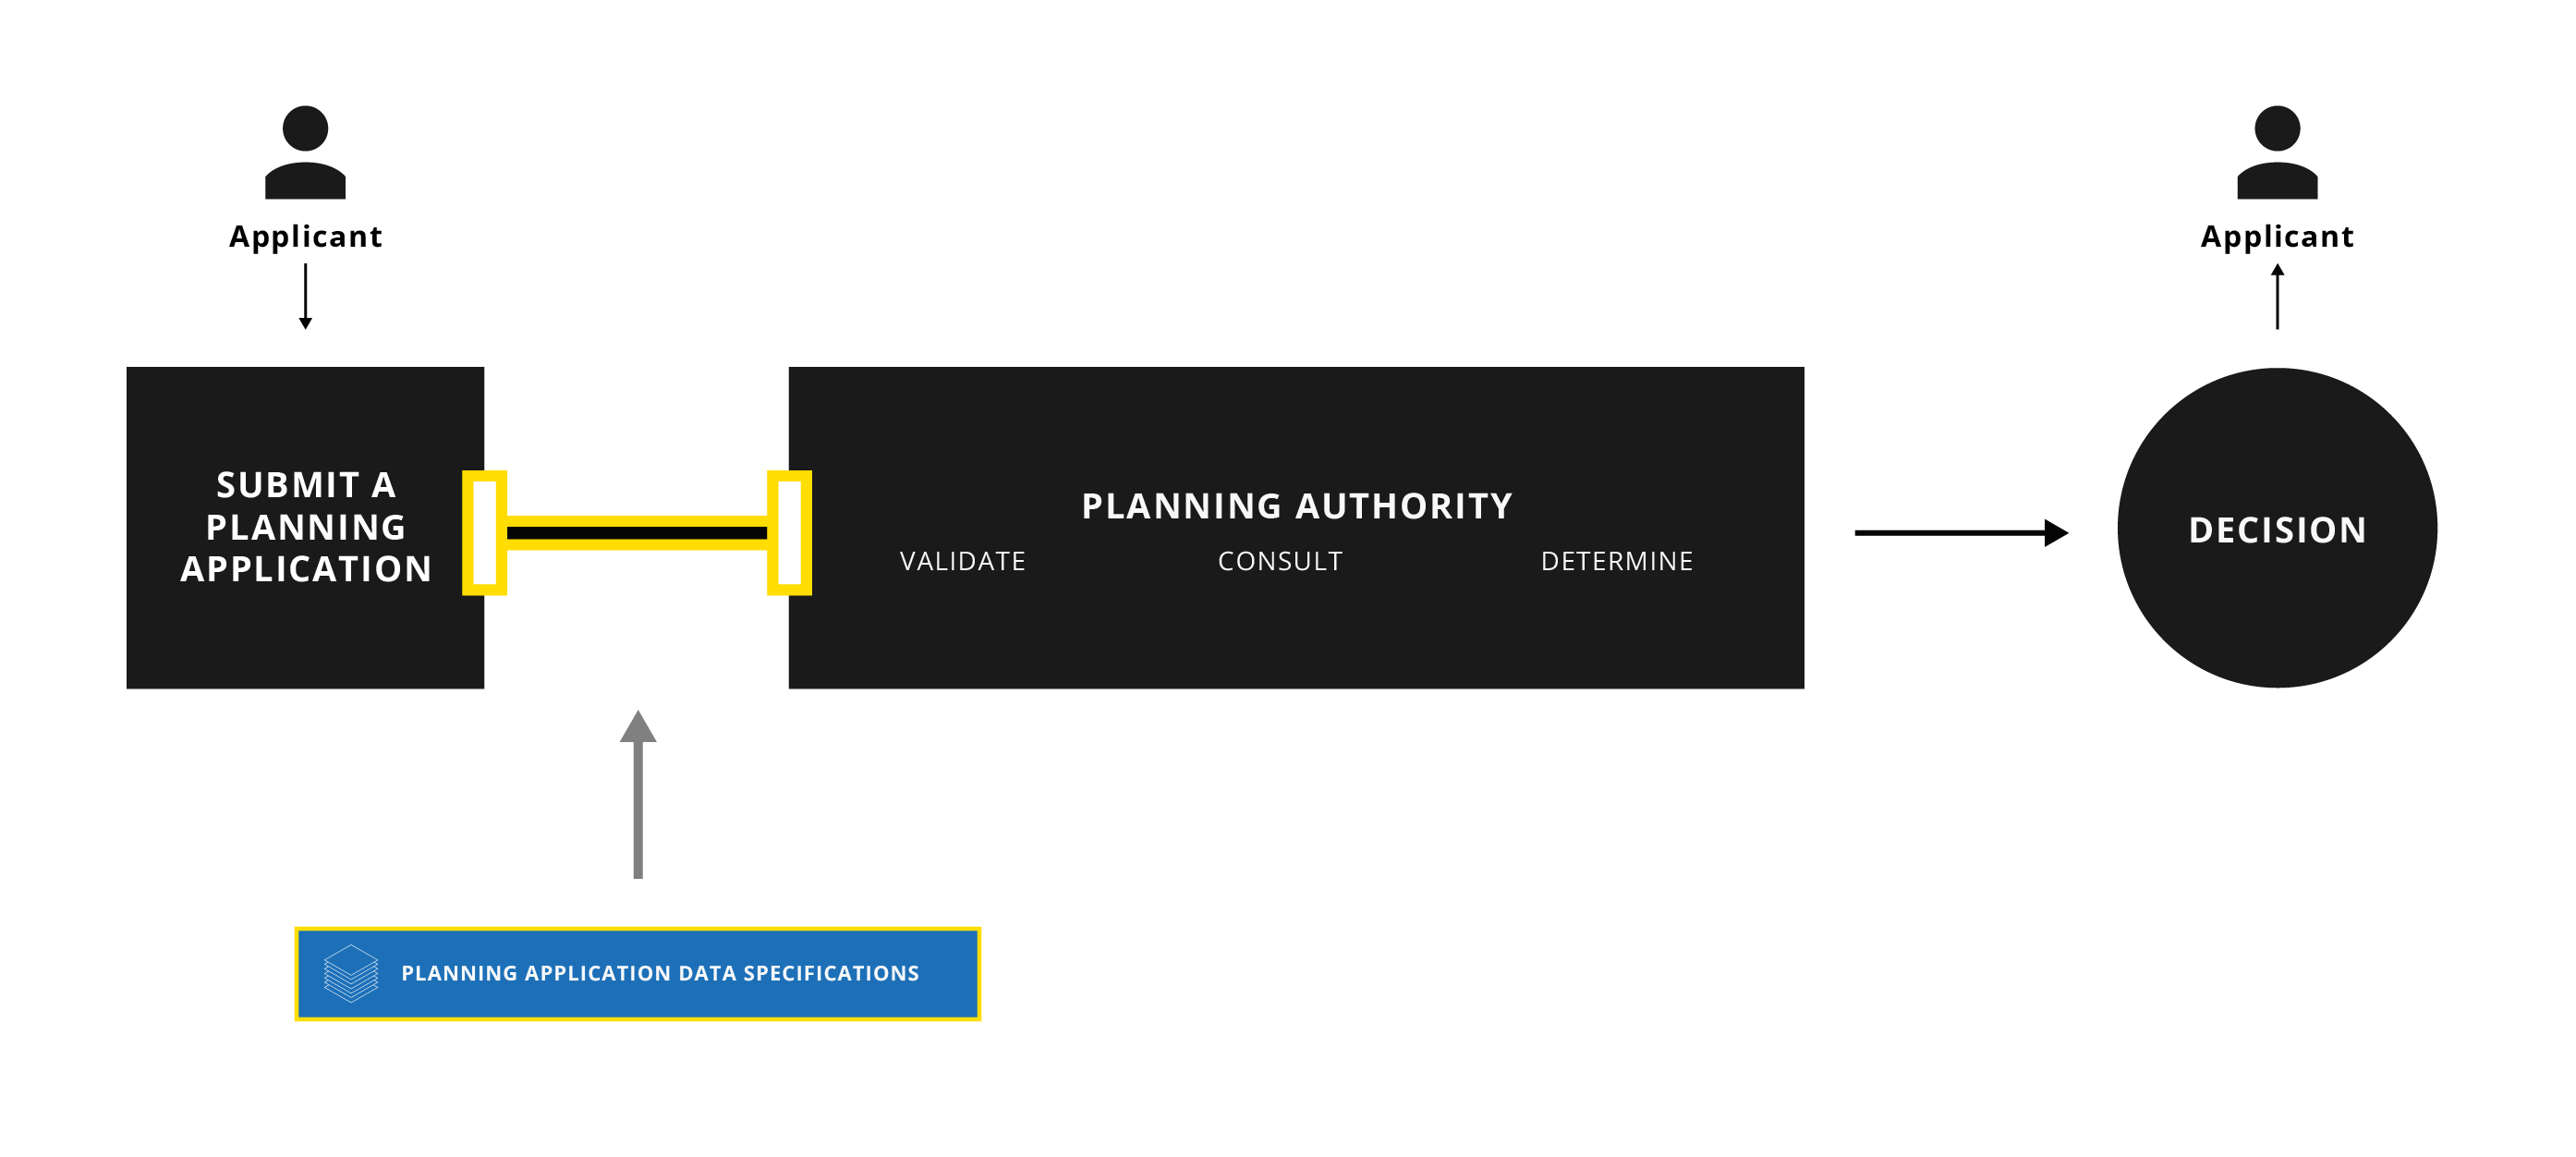 Applicant
Applicant
SUBMIT A
PLANNING
APPLICATION
PLANNING AUTHORITY
VALIDATE CONSULT DETERMINE
DECISION
PLANNING APPLICATION DATA SPECIFICATIONS